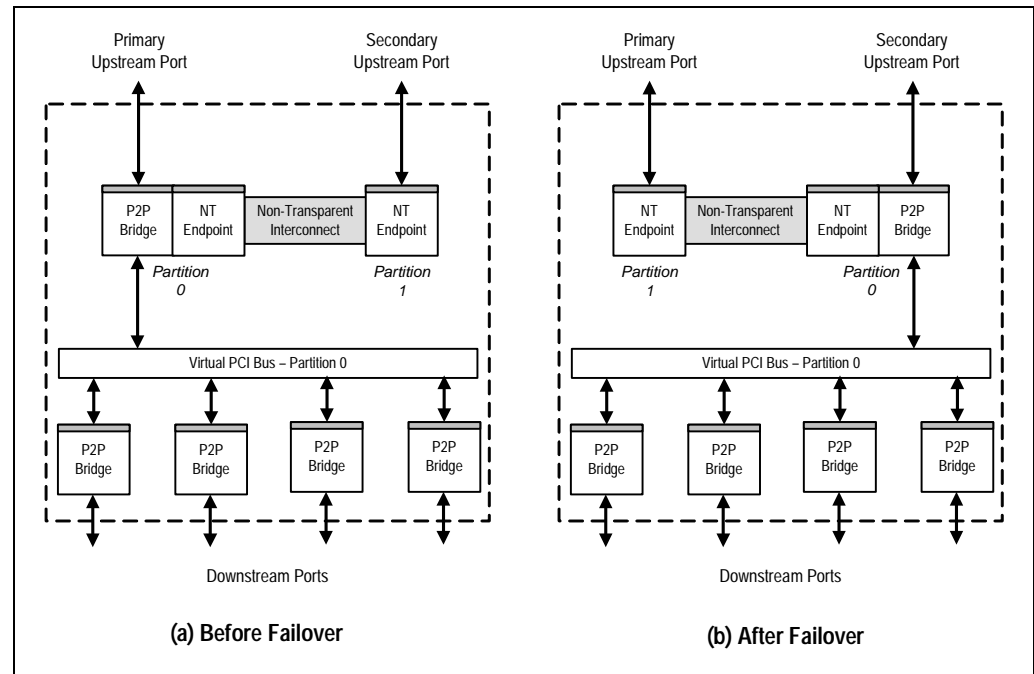 Primary
Upstream Port
Secondary
Upstream Port
P2P
Bridge
NT
Endpoint
Non-Transparent
Interconnect
NT
Endpoint
Partition
0
Partition
1
Virtual PCI Bus – Partition 0
P2P
Bridge
P2P
Bridge
P2P
Bridge
P2P
Bridge
Downstream Ports
(a) Before Failover
Primary
Upstream Port
Secondary
Upstream Port
NT
Endpoint
Non-Transparent
Interconnect
NT
Endpoint
P2P
Bridge
Partition
1
Partition
0
Virtual PCI Bus – Partition 0
P2P
Bridge
P2P
Bridge
P2P
Bridge
P2P
Bridge
Downstream Ports
(b) After Failover